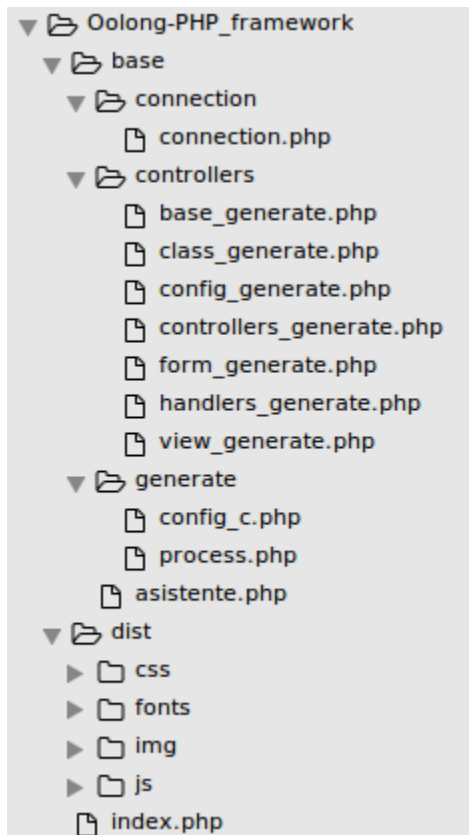 Oolong-PHP_framework
base
connection
connection.php
controllers
base_generate.php
class_generate.php
config_generate.php
controllers_generate.php
form_generate.php
handlers_generate.php
view_generate.php
generate
config_c.php
process.php
asistente.php
dist
css
fonts
img
js
index.php